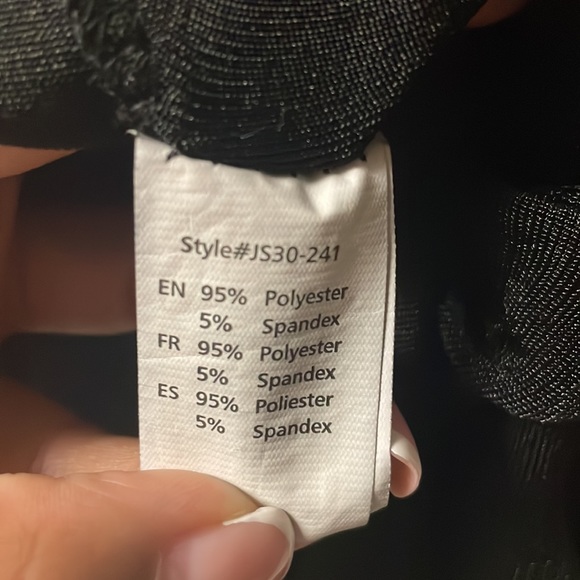 Style#JS30-241
EN 95% Polyester
5% Spandex
FR 95% Polyester
5% Spandex
ES 95% Poliester
5% Spandex